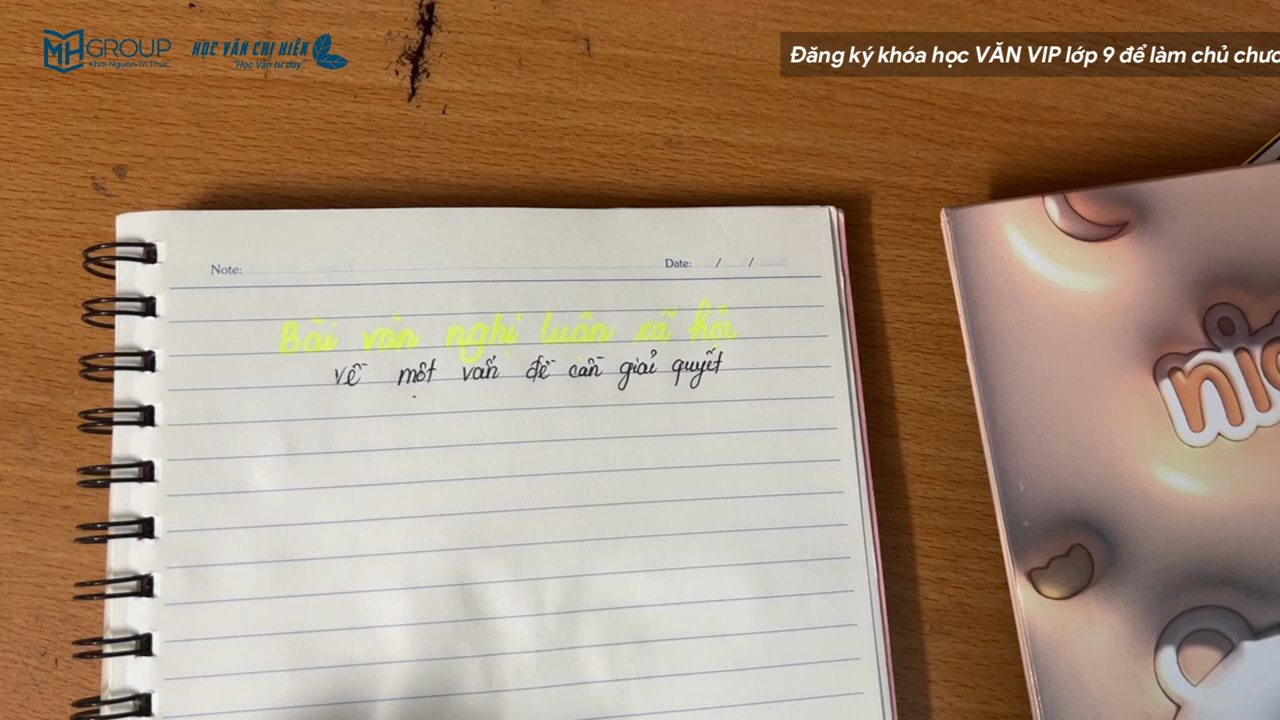 MH GROUP
Khơi Nguồn Tri Thức
HỌC VĂN CHỊ HIÊN
"Học Văn tư duy"
Đăng ký khóa học VĂN VIP lớp 9 để làm chủ chươ
Note:
Date: / /
Bài văn nghị luận xã hội
về một vấn đề cần giải quyết